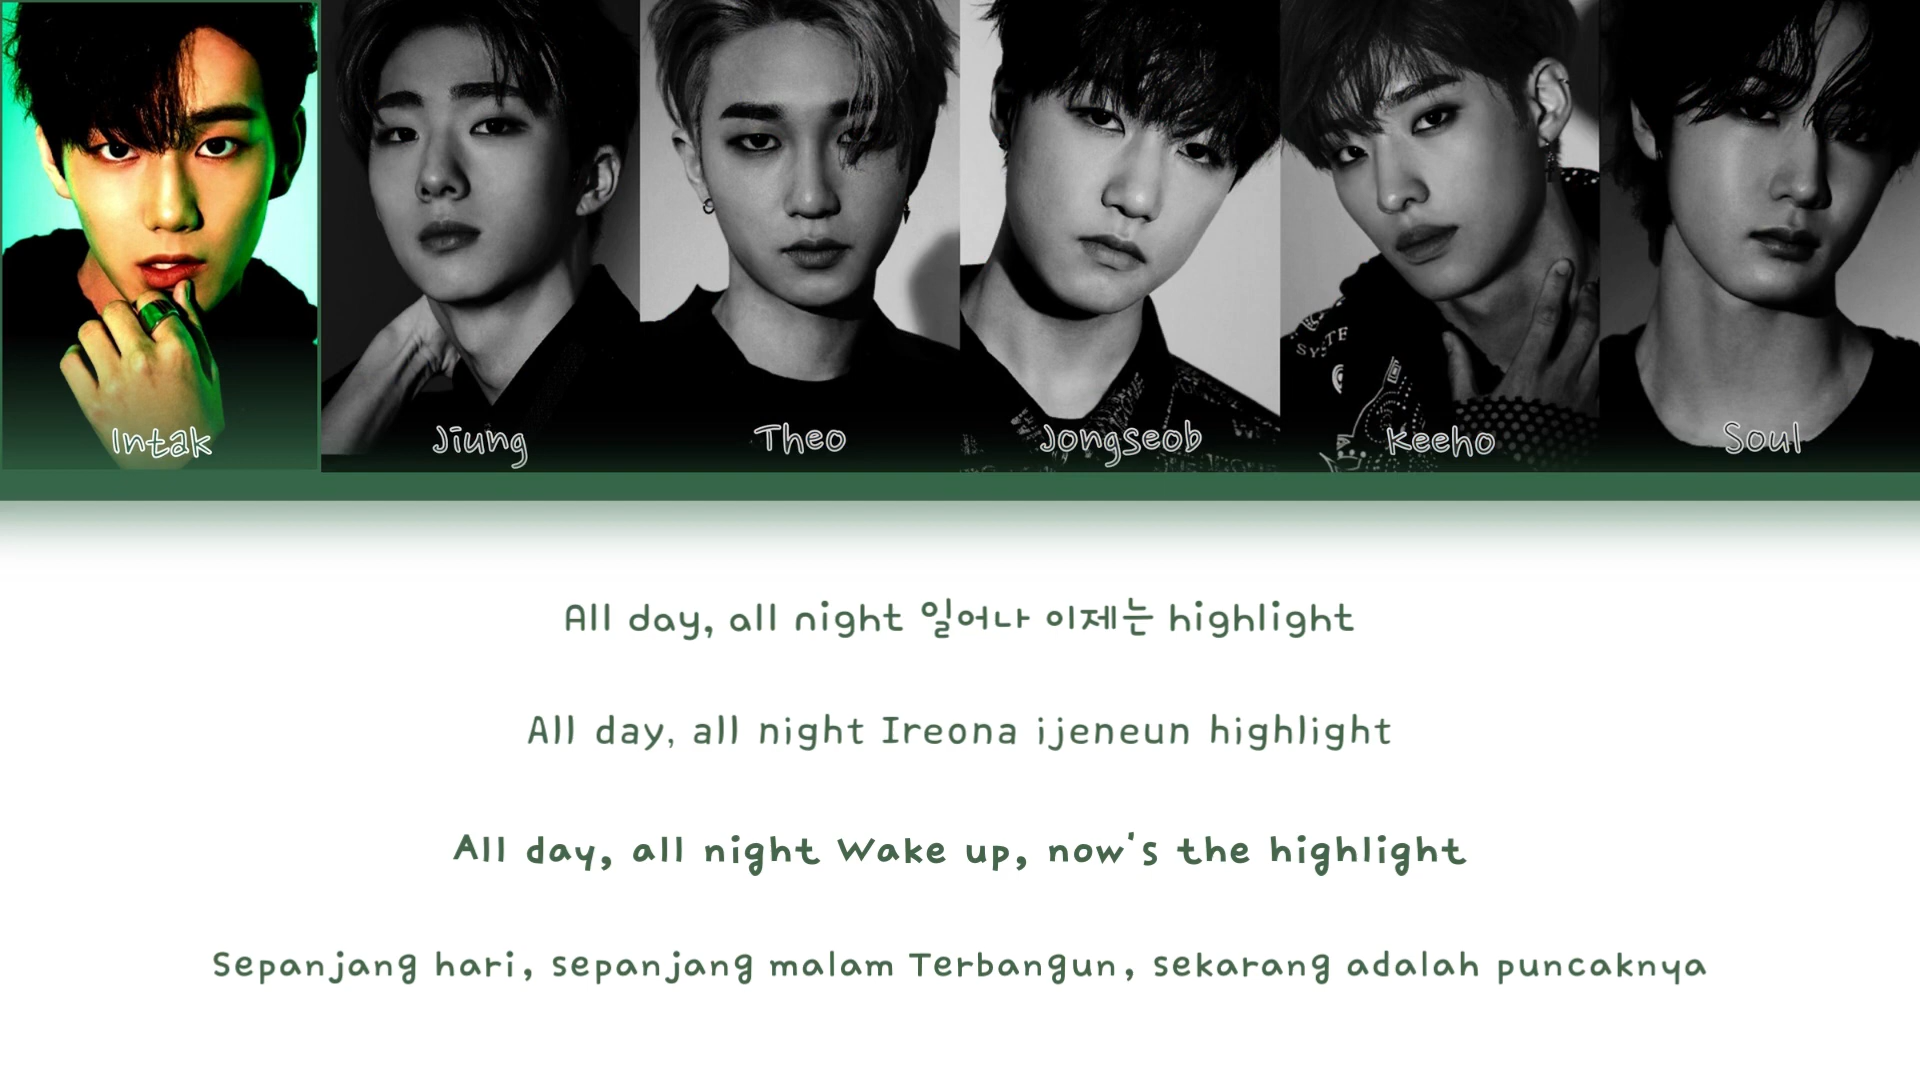 Intak Jiung Theo Jongseob Keeho Soul
All day, all night 일어나 이제는 highlight
All day, all night Ireona ijeneun highlight
All day, all night Wake up, now's the highlight
Sepanjang hari, sepanjang malam Terbangun, sekarang adalah puncaknya